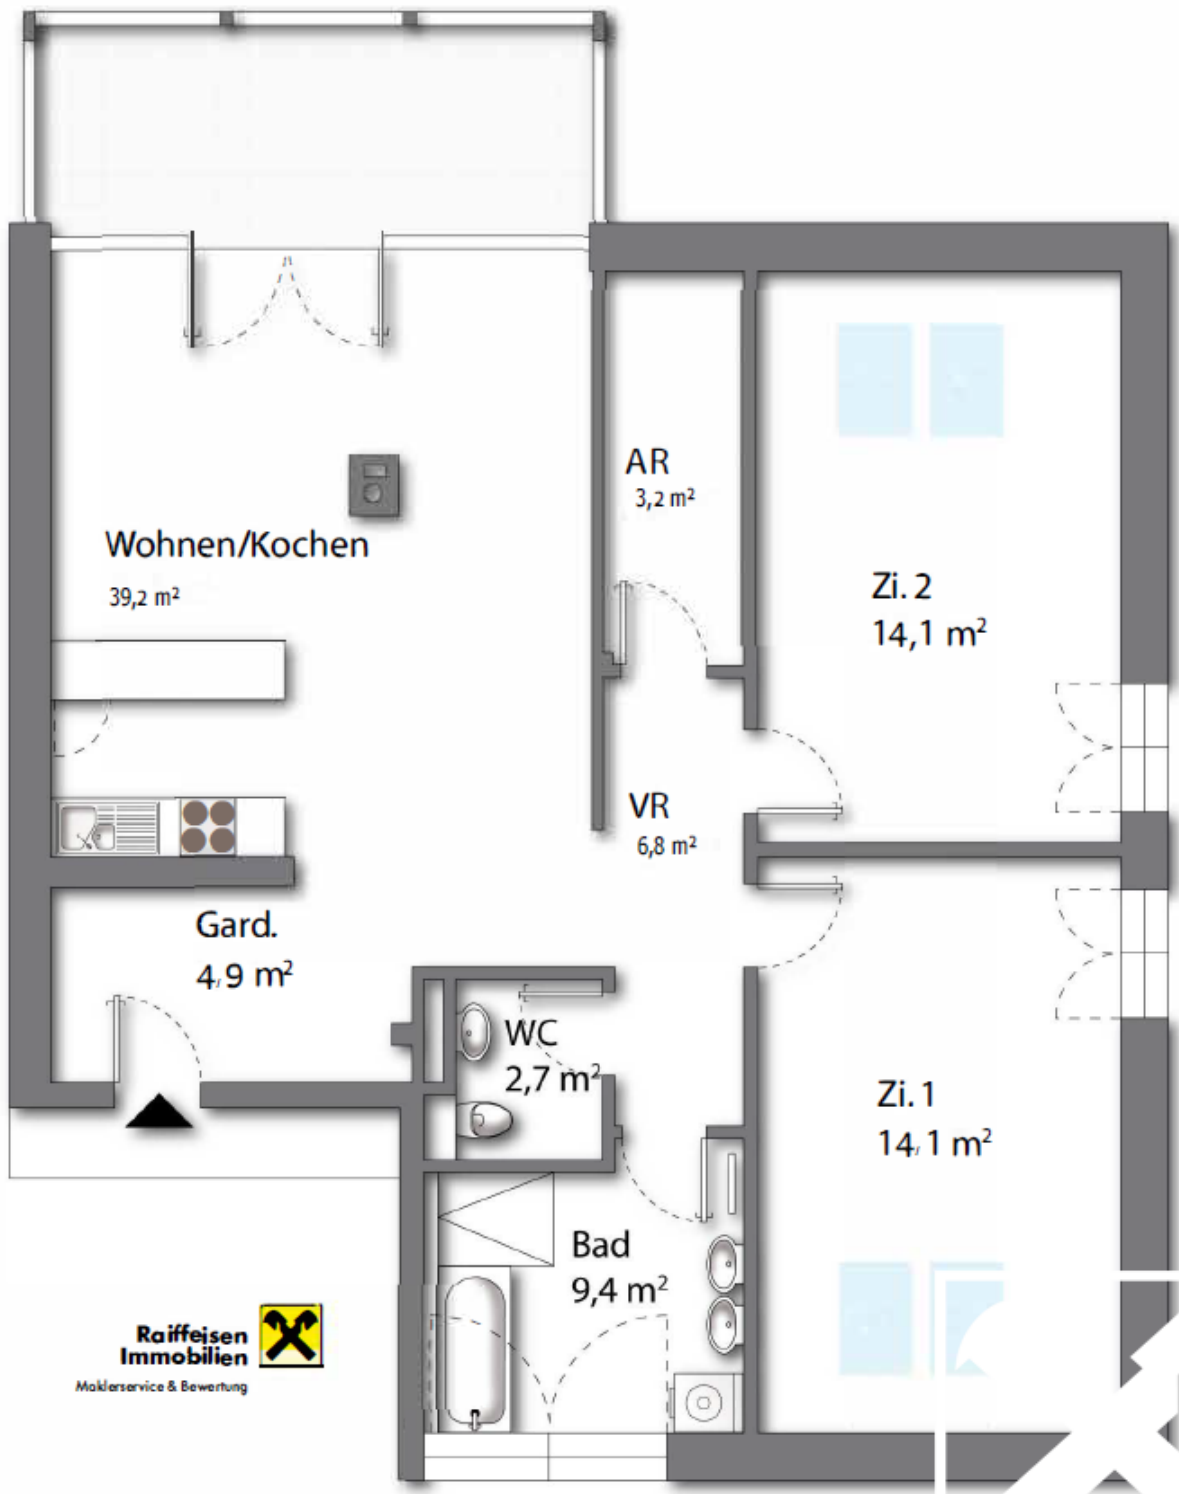 AR
3,2 m²
Wohnen/Kochen
39,2 m²
Zi. 2
14,1 m²
VR
6,8 m²
Gard.
4,9 m²
WC
2,7 m²
Zi. 1
14,1 m²
Bad
9,4 m²
Raiffeisen
Immobilien
Maklerservice & Bewertung